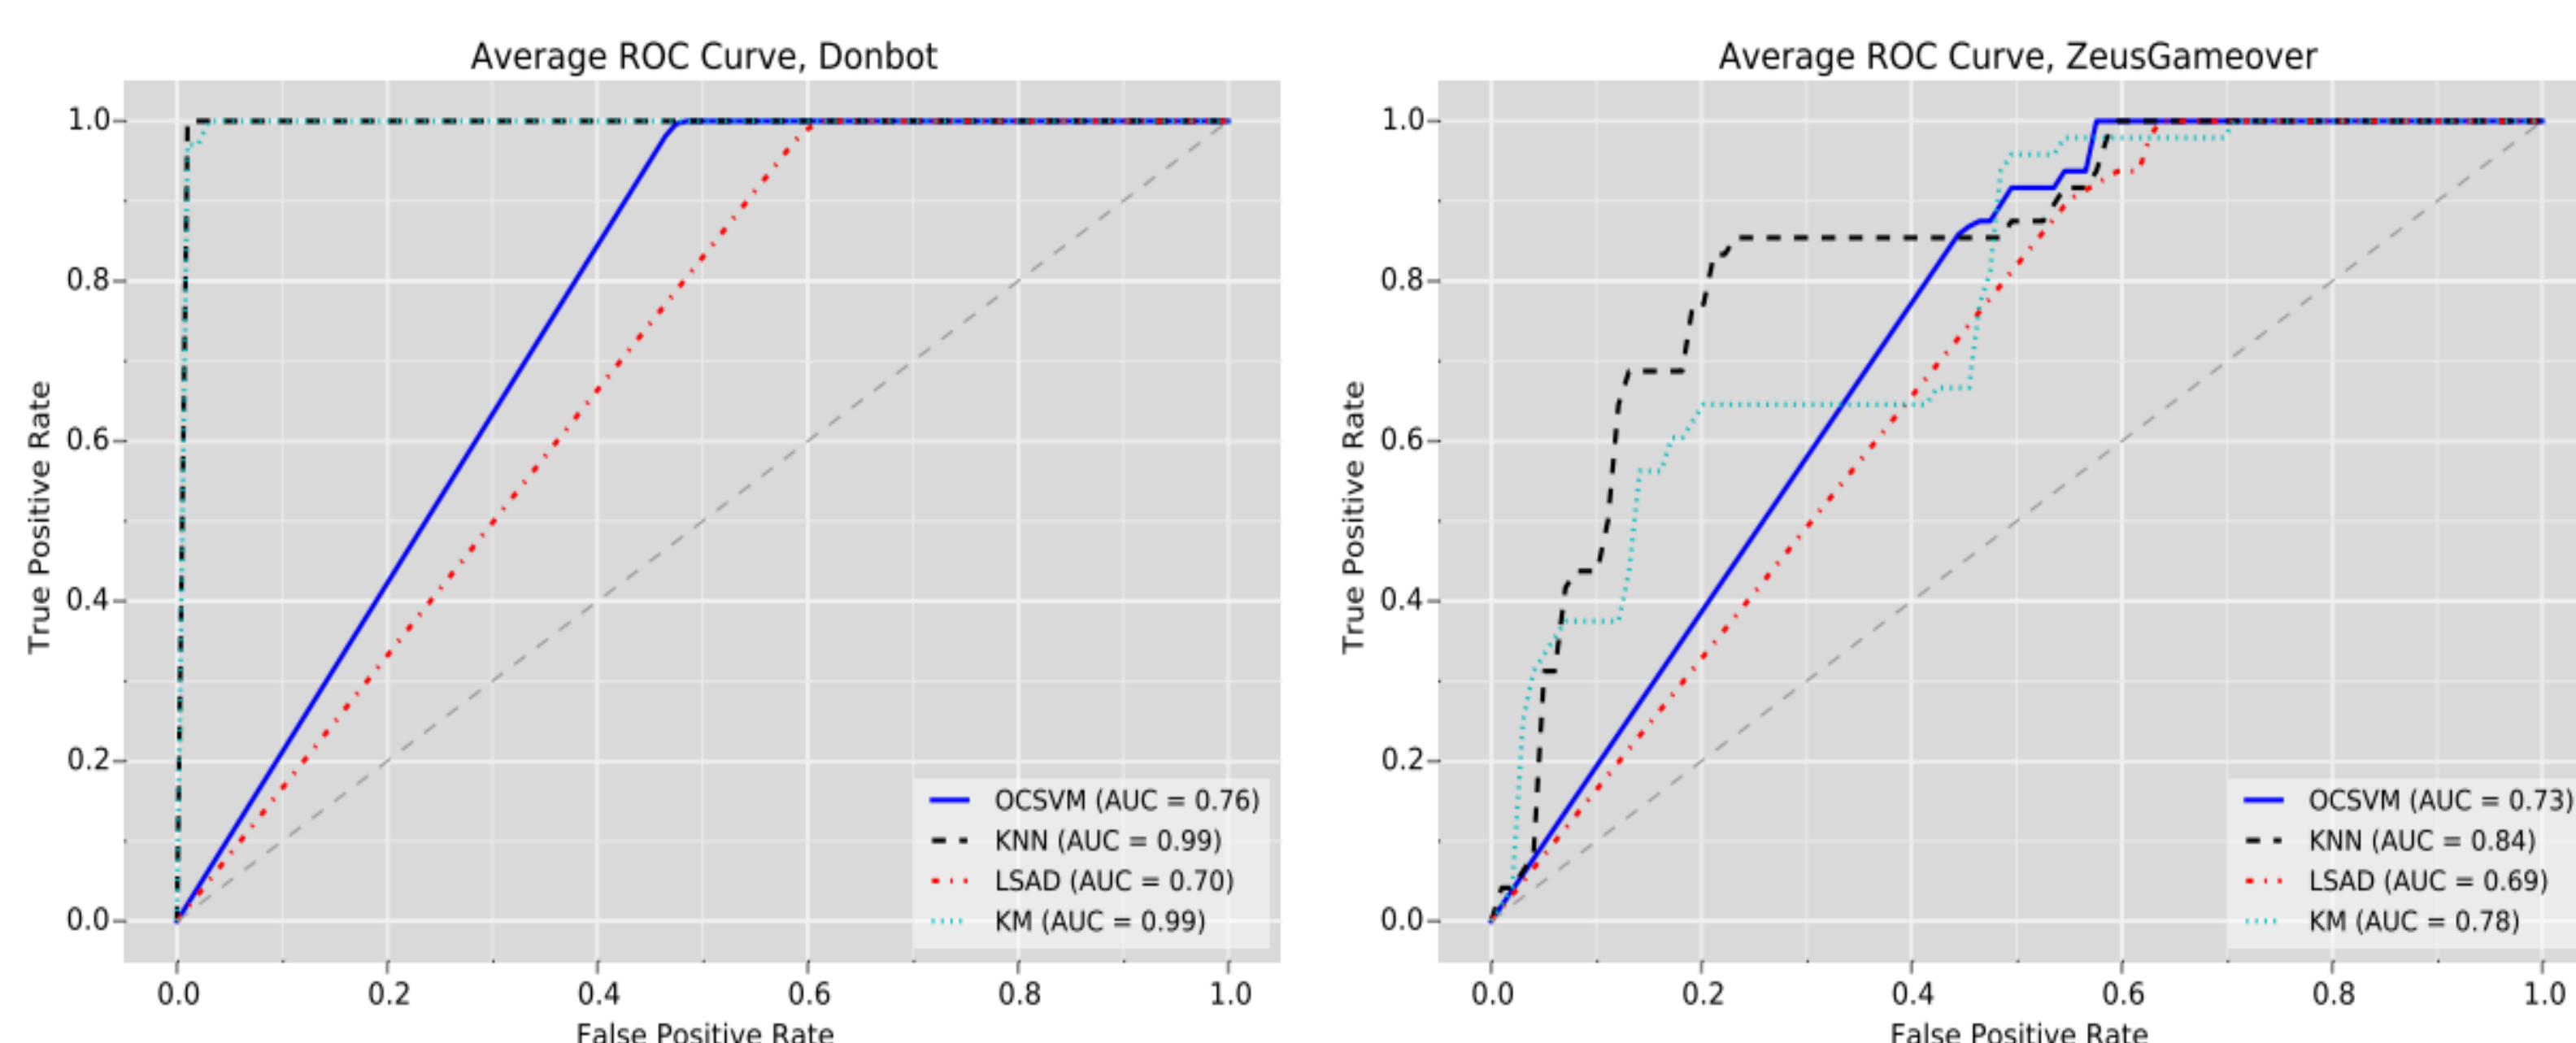 Average ROC Curve, Donbot
True Positive Rate
1.0
0.8
0.6
0.4
0.2
0.0
OCSVM (AUC = 0.76)
KNN (AUC = 0.99)
LSAD (AUC = 0.70)
KM (AUC = 0.99)
0.0 0.2 0.4 0.6 0.8 1.0
False Positive Rate
Average ROC Curve, ZeusGameover
True Positive Rate
1.0
0.8
0.6
0.4
0.2
0.0
OCSVM (AUC = 0.73)
KNN (AUC = 0.84)
LSAD (AUC = 0.69)
KM (AUC = 0.78)
0.0 0.2 0.4 0.6 0.8 1.0
False Positive Rate